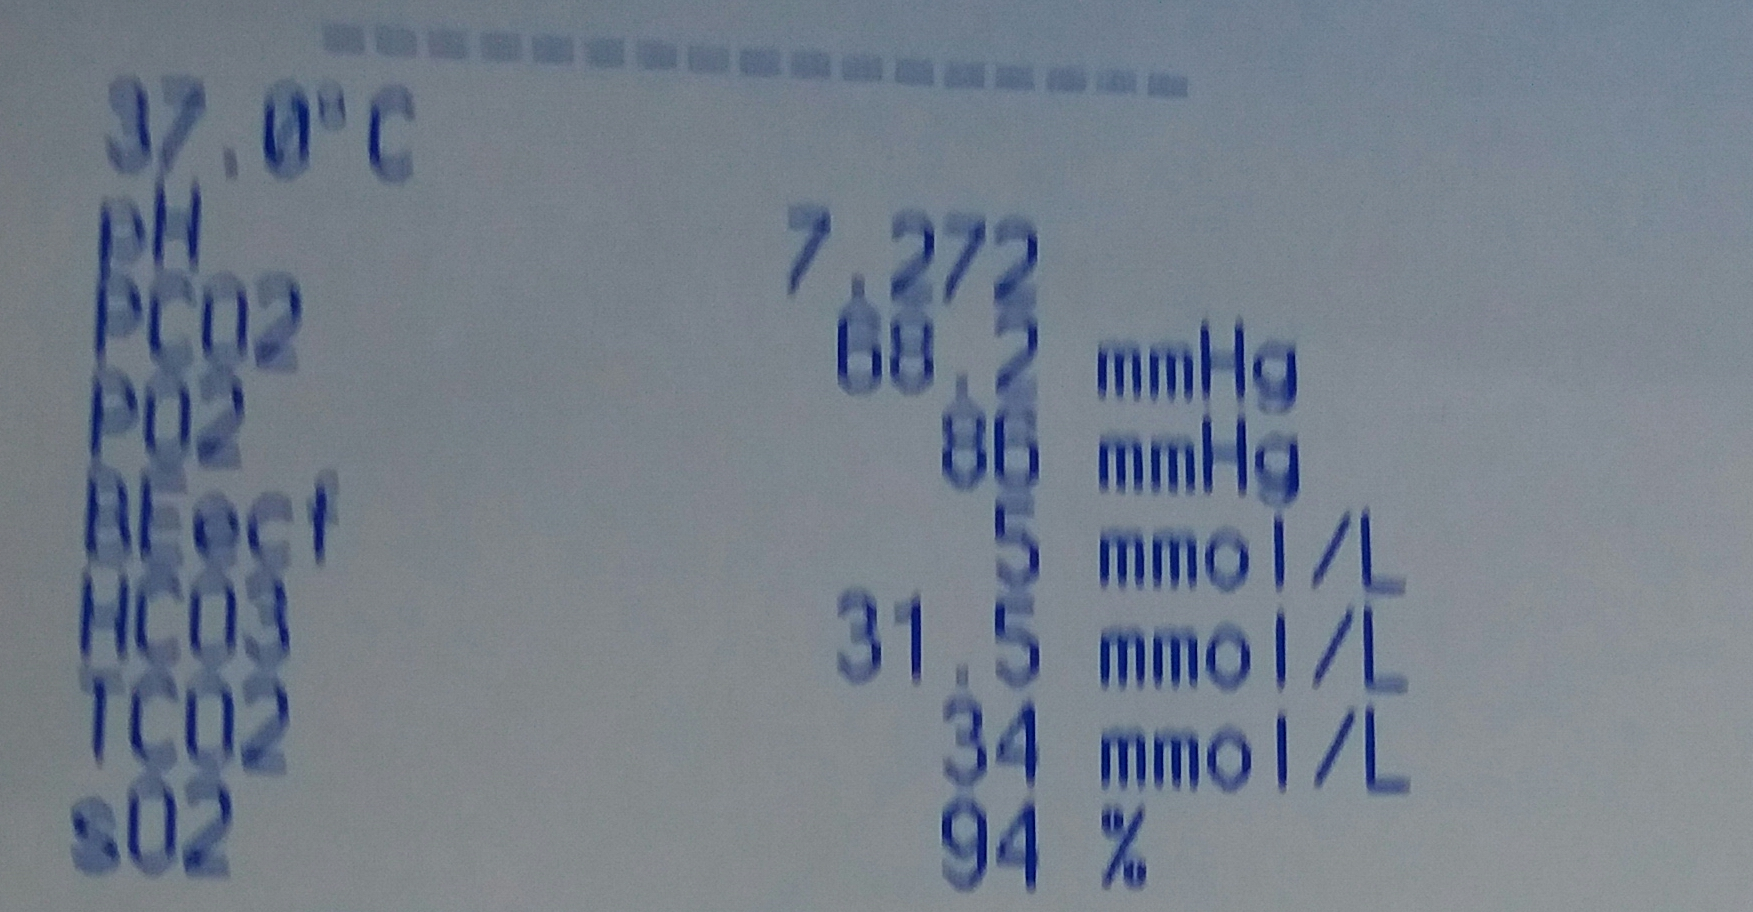 37.0°C
pH 7.272
PCO2 68.2 mmHg
PO2 86 mmHg
BEecf 5 mmol/L
HCO3 31.5 mmol/L
TCO2 34 mmol/L
sO2 94 %